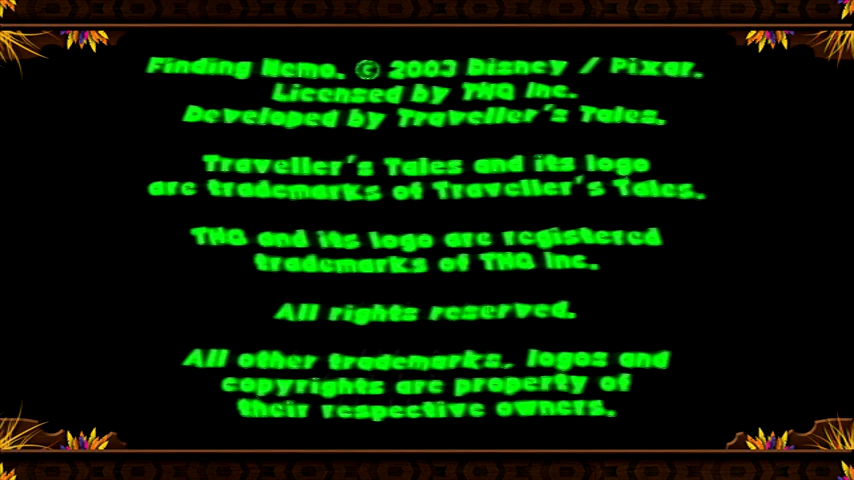 Finding Nemo. © 2003 Disney / Pixar.
Licensed by THQ Inc.
Developed by Traveller's Tales.
Traveller's Tales and its logo
are trademarks of Traveller's Tales.
THQ and its logo are registered
trademarks of THQ Inc.
All rights reserved.
All other trademarks, logos and
copyrights are property of
their respective owners.